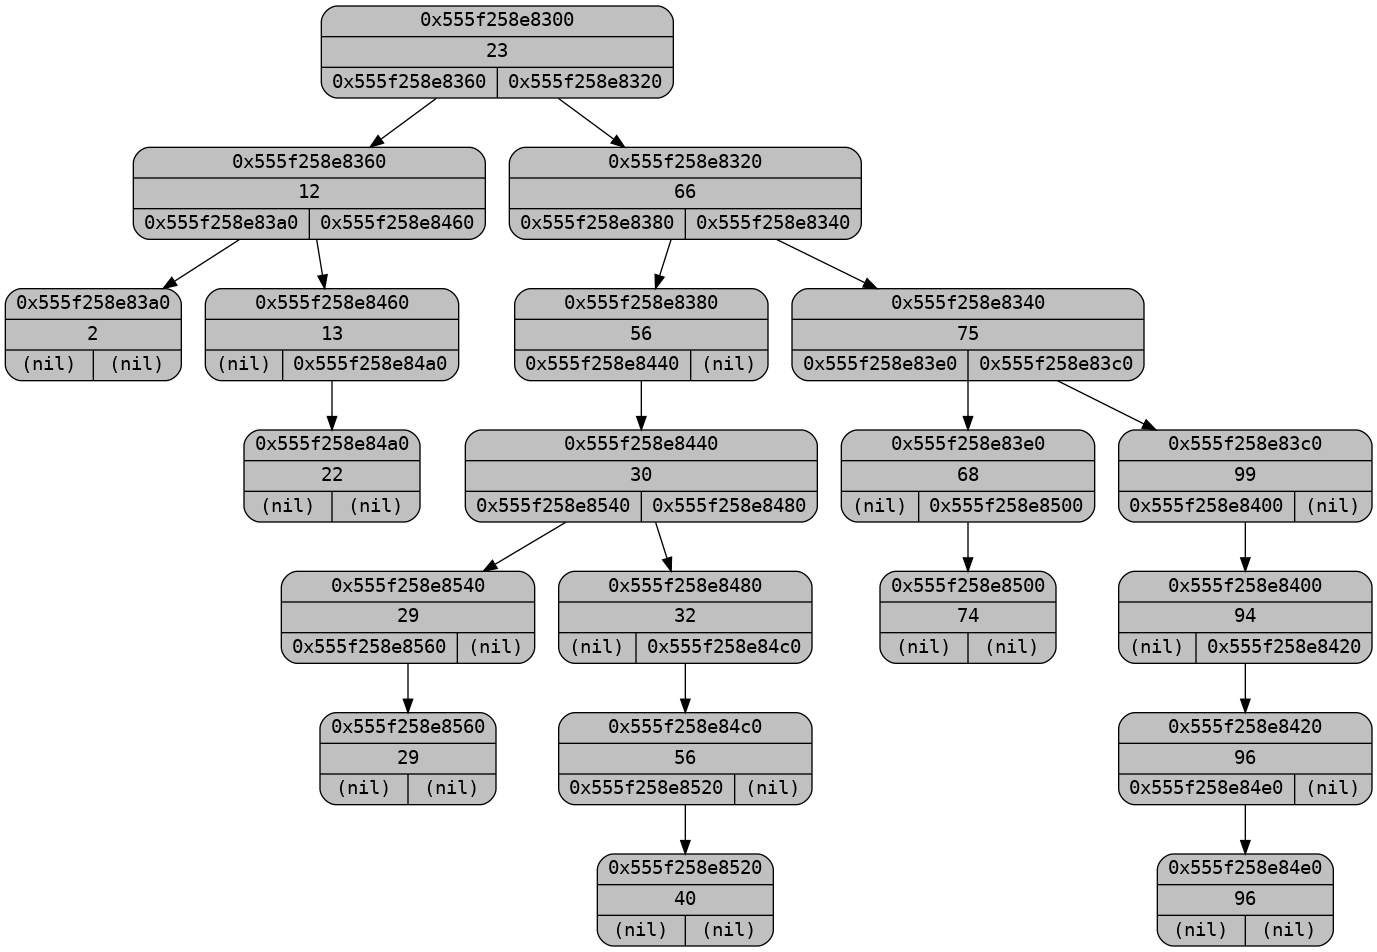 0x555f258e8300
23
0x555f258e8360 0x555f258e8320
0x555f258e8360 0x555f258e8320
12 66
0x555f258e83a0 0x555f258e8460 0x555f258e8380 0x555f258e8340
0x555f258e83a0 0x555f258e8460 0x555f258e8380 0x555f258e8340
2 13 56 75
(nil) (nil) (nil) 0x555f258e84a0 0x555f258e8440 (nil) 0x555f258e83e0 0x555f258e83c0
0x555f258e84a0 0x555f258e8440 0x555f258e83e0 0x555f258e83c0
22 30 68 99
(nil) (nil) 0x555f258e8540 0x555f258e8480 (nil) 0x555f258e8500 0x555f258e8400 (nil)
0x555f258e8540 0x555f258e8480 0x555f258e8500 0x555f258e8400
29 32 74 94
0x555f258e8560 (nil) (nil) 0x555f258e84c0 (nil) (nil) (nil) 0x555f258e8420
0x555f258e8560 0x555f258e84c0 0x555f258e8420
29 56 96
(nil) (nil) 0x555f258e8520 (nil) 0x555f258e84e0 (nil)
0x555f258e8520 0x555f258e84e0
40 96
(nil) (nil) (nil) (nil)